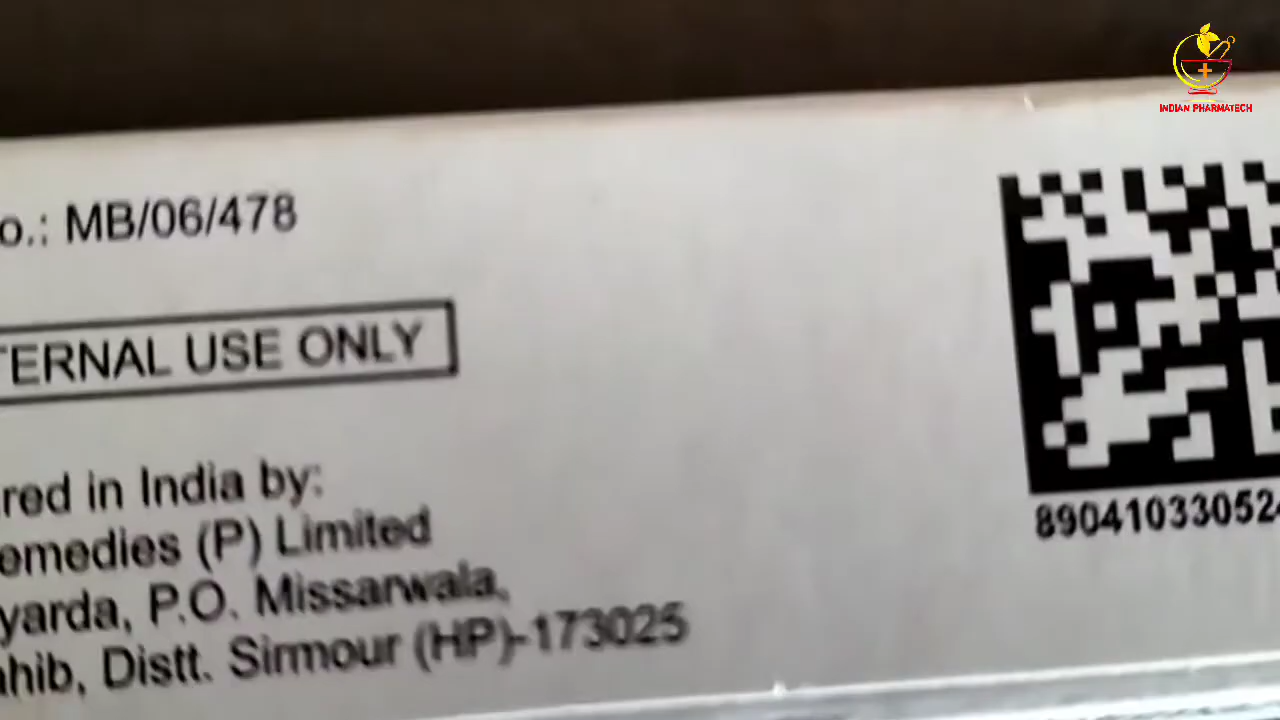 INDIAN PHARMATECH
o.: MB/06/478
TERNAL USE ONLY
red in India by:
emedies (P) Limited
yarda, P.O. Missarwala,
ahib, Distt. Sirmour (HP)-173025
89041033052